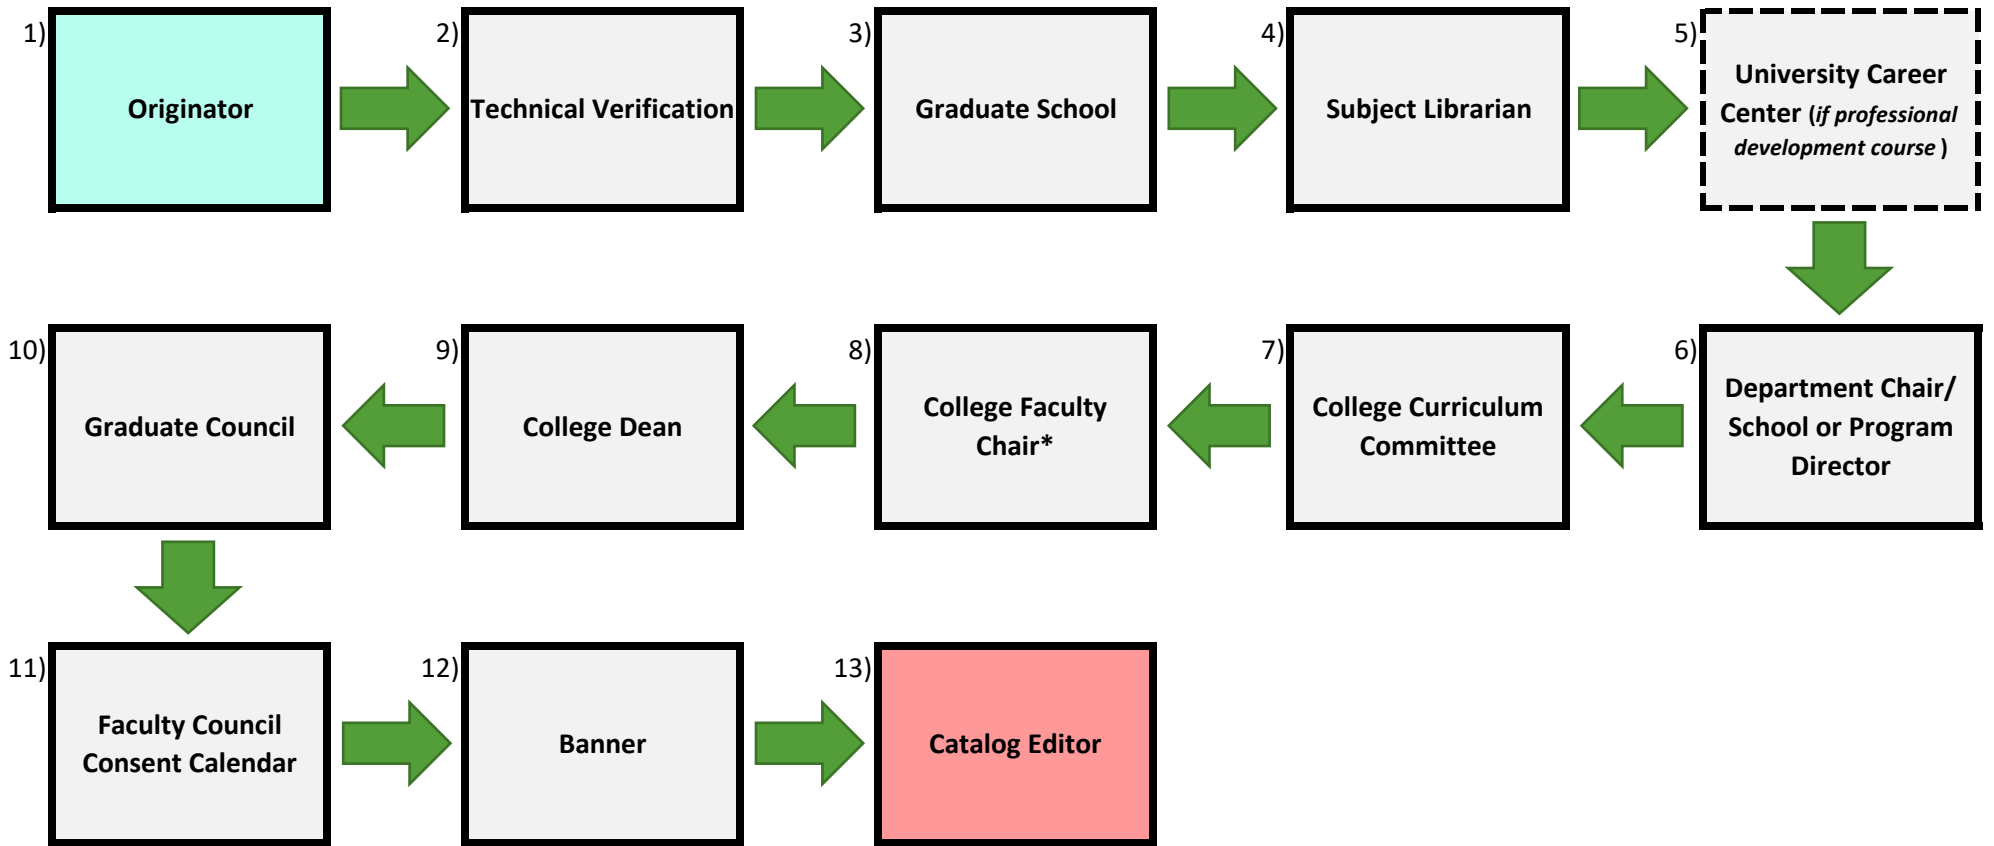 1)
Originator
2)
Technical Verification
3)
Graduate School
4)
Subject Librarian
5)
University Career
Center (if professional
development course )
6)
Department Chair/
School or Program
Director
7)
College Curriculum
Committee
8)
College Faculty
Chair*
9)
College Dean
10)
Graduate Council
11)
Faculty Council
Consent Calendar
12)
Banner
13)
Catalog Editor